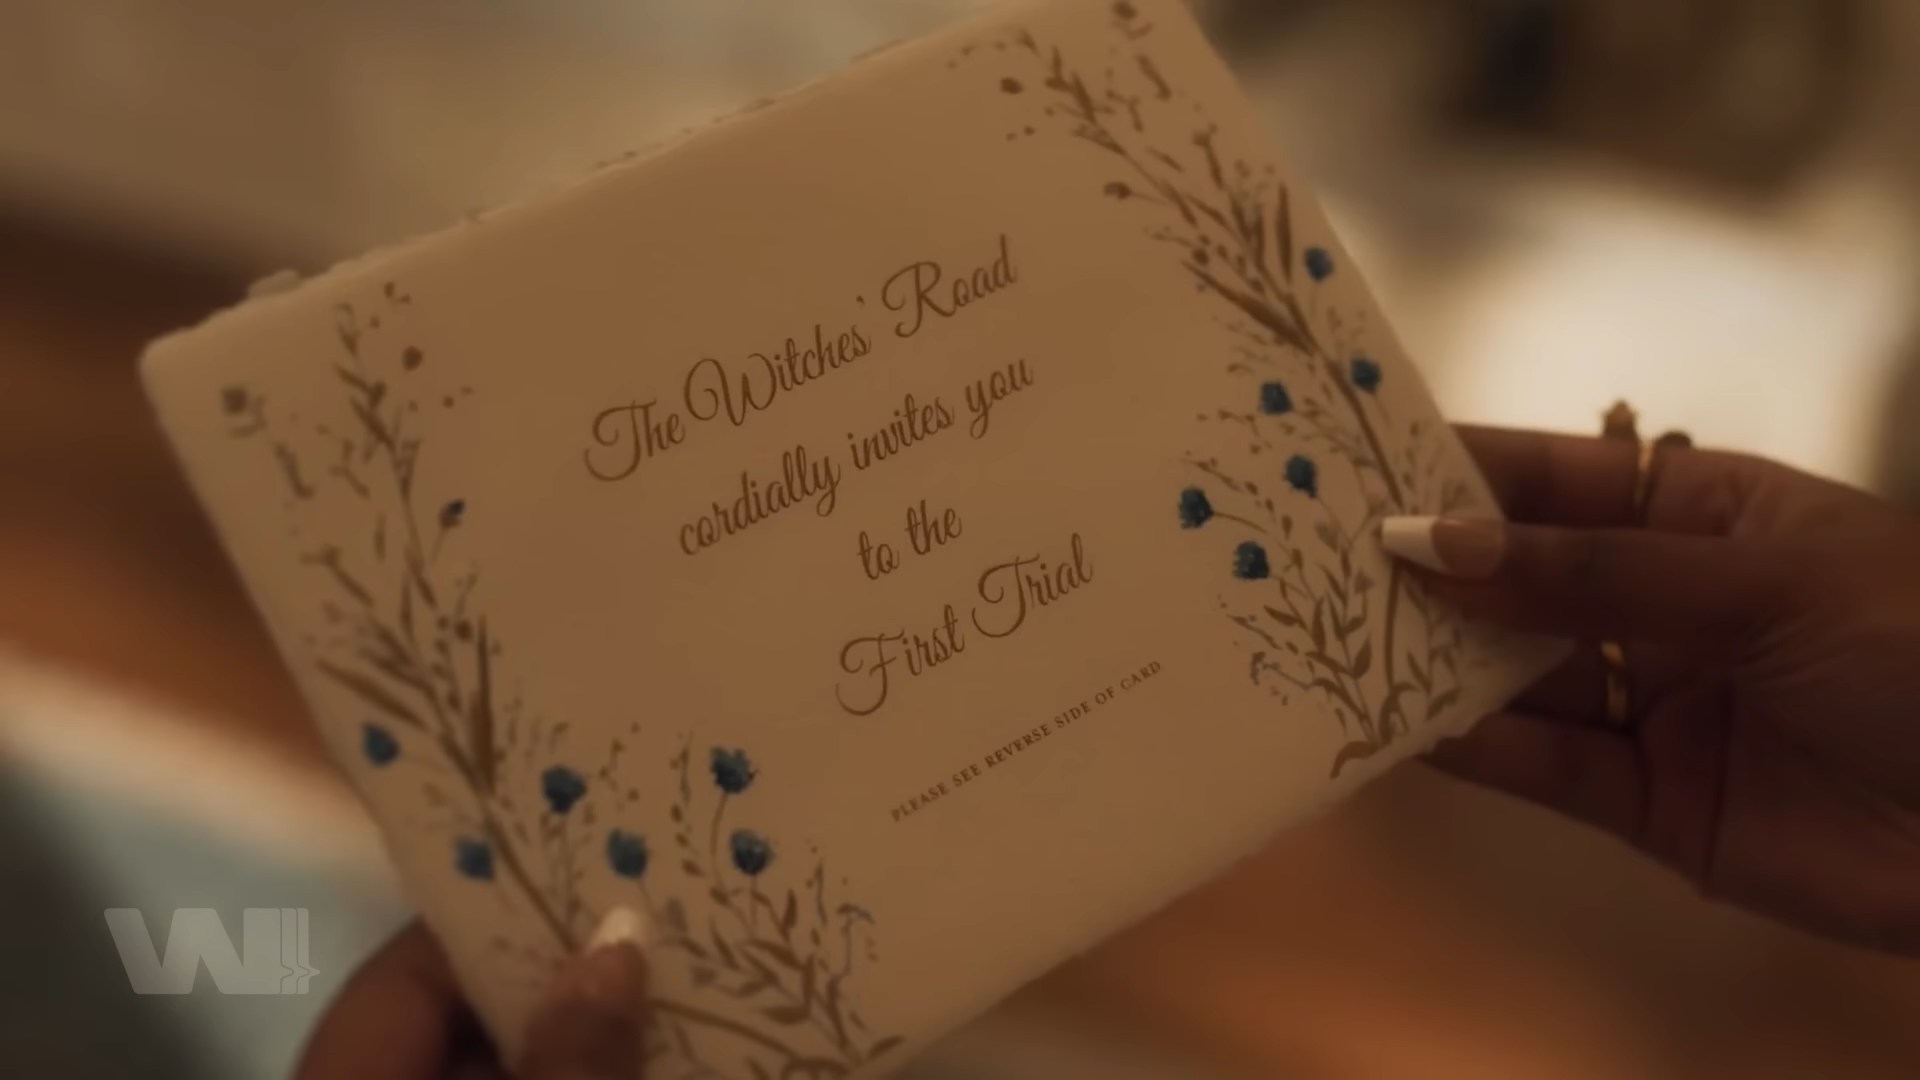 The Witches' Road
cordially invites you
to the
First Trial
PLEASE SEE REVERSE SIDE OF CARD
W